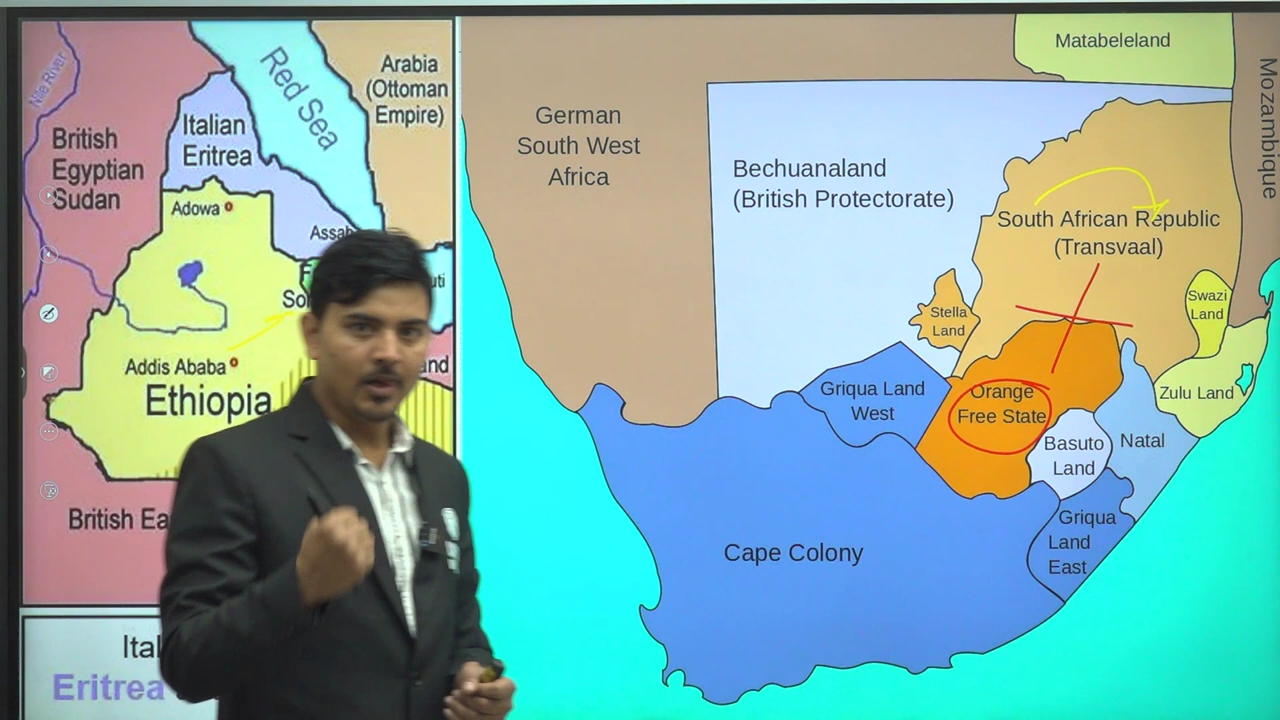 Nile River
British
Egyptian
Sudan
Italian
Eritrea
Red Sea
Arabia
(Ottoman
Empire)
Adowa
Assab
Addis Ababa
Ethiopia
British Ea
Ital
Eritrea
German
South West
Africa
Matabeleland
Mozambique
Bechuanaland
(British Protectorate)
South African Republic
(Transvaal)
Stella
Land
Swazi
Land
Griqua Land
West
Orange
Free State
Zulu Land
Basuto
Land
Natal
Griqua
Land
East
Cape Colony